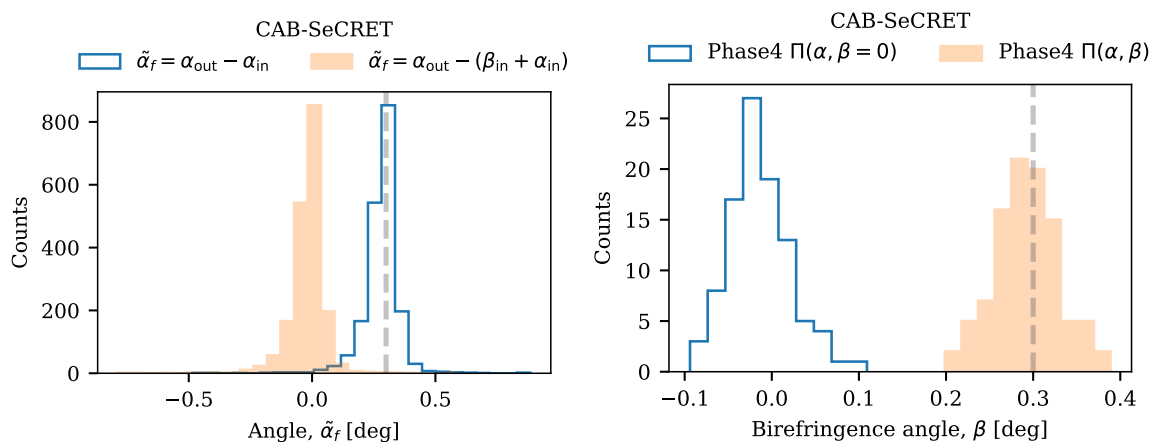 CAB-SeCRET
α̃_f = α_out − α_in
α̃_f = α_out − (β_in + α_in)
800
600
400
200
0
Counts
−0.5
0.0
0.5
Angle, α̃_f [deg]
CAB-SeCRET
Phase4 Π(α, β = 0)
Phase4 Π(α, β)
25
20
15
10
5
0
Counts
−0.1
0.0
0.1
0.2
0.3
0.4
Birefringence angle, β [deg]